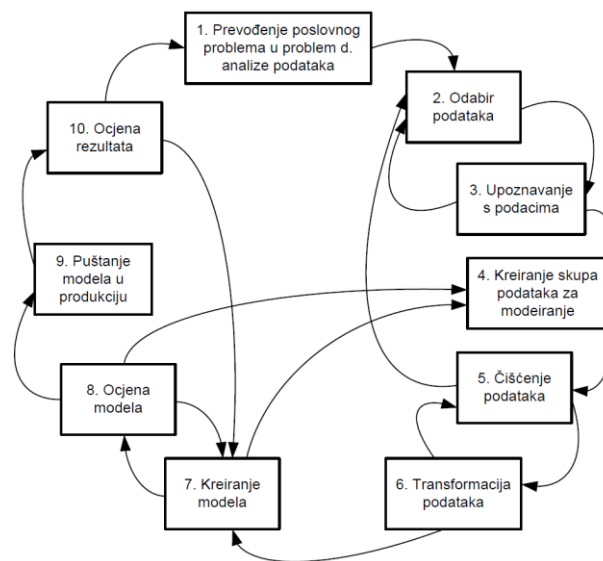 1. Prevođenje poslovnog
problema u problem d.
analize podataka
2. Odabir
podataka
3. Upoznavanje
s podacima
4. Kreiranje skupa
podataka za
modeiranje
5. Čišćenje
podataka
6. Transformacija
podataka
7. Kreiranje
modela
8. Ocjena
modela
9. Puštanje
modela u
produkciju
10. Ocjena
rezultata